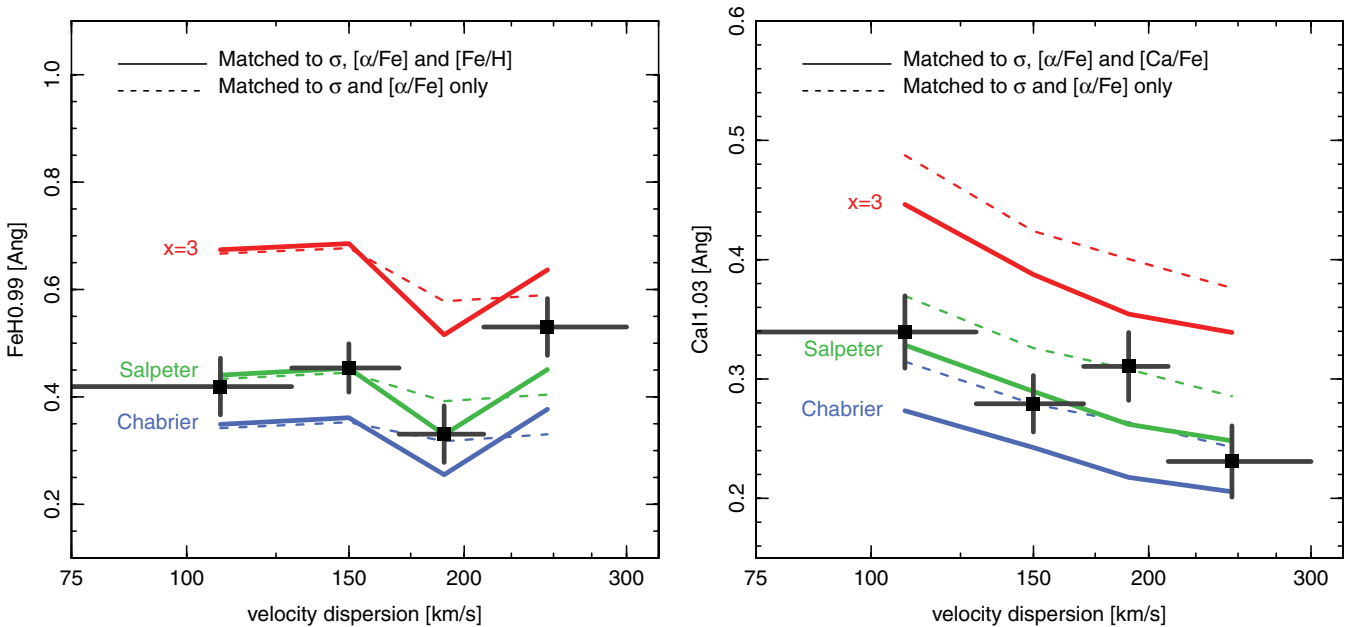 Matched to σ, [α/Fe] and [Fe/H]
Matched to σ and [α/Fe] only
x=3
Salpeter
Chabrier
FeH0.99 [Ang]
0.2
0.4
0.6
0.8
1.0
75
100
150
200
300
velocity dispersion [km/s]
Matched to σ, [α/Fe] and [Ca/Fe]
Matched to σ and [α/Fe] only
x=3
Salpeter
Chabrier
CaI1.03 [Ang]
0.2
0.3
0.4
0.5
0.6
75
100
150
200
300
velocity dispersion [km/s]